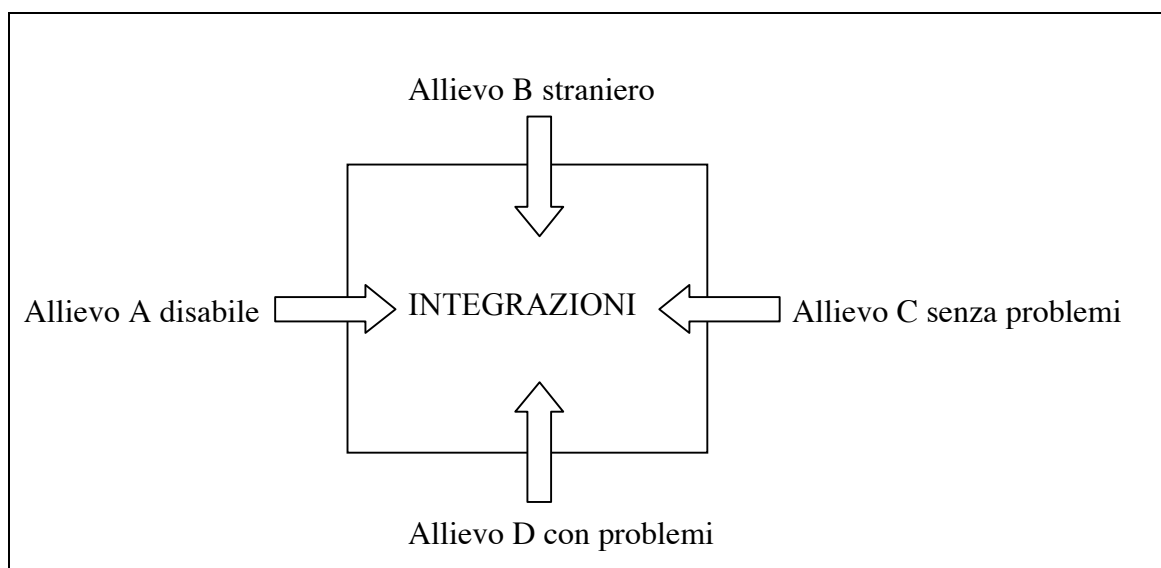 Allievo B straniero
Allievo A disabile
INTEGRAZIONI
Allievo C senza problemi
Allievo D con problemi